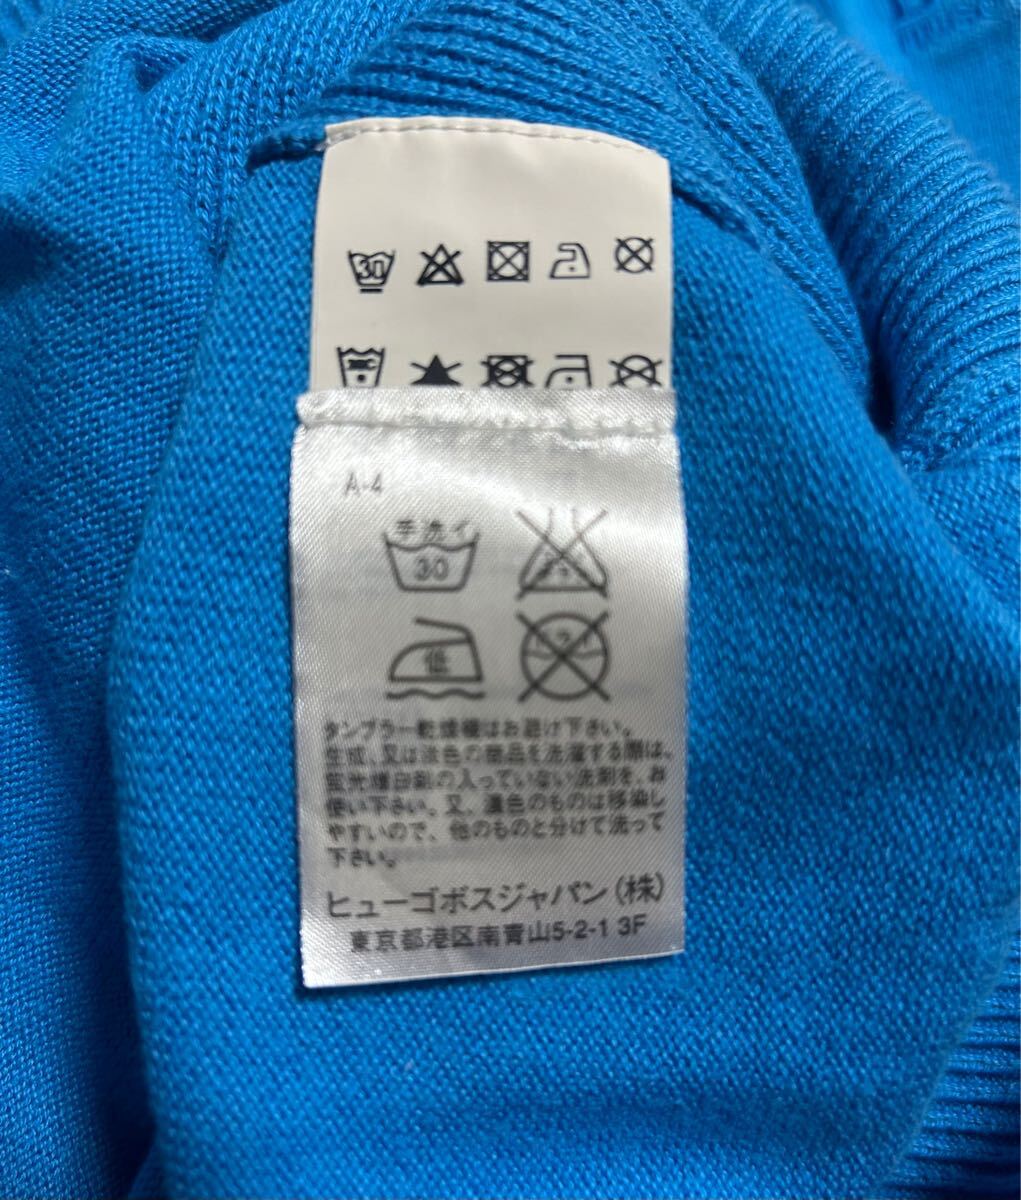 30
A-4
手洗イ
30
低
タンブラー乾燥機はお避け下さい。
生成、又は淡色の商品を洗濯する際は、
蛍光増白剤の入っていない洗剤を、お
使い下さい。又、濃色のものは移染し
やすいので、他のものと分けて洗って
下さい。
ヒューゴボスジャパン(株)
東京都港区南青山5-2-1 3F